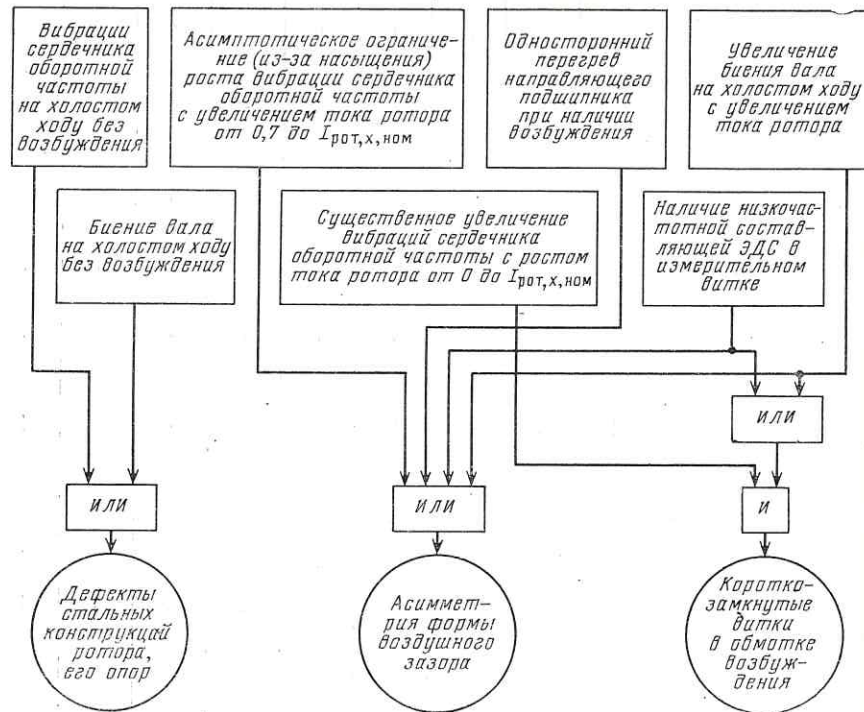 Вибрации
сердечника
оборотной
частоты
на холостом
ходу без
возбуждения
Асимптотическое ограниче-
ние (из-за насыщения)
роста вибрации сердечника
оборотной частоты
с увеличением тока ротора
от 0,7 до Iрот,х,ном
Односторонний
перегрев
направляющего
подшипника
при наличии
возбуждения
Увеличение
биения вала
на холостом ходу
с увеличением
тока ротора
Биение вала
на холостом ходу
без возбуждения
Существенное увеличение
вибраций сердечника
оборотной частоты с ростом
тока ротора от 0 до Iрот,х,ном
Наличие низкочас-
тотной состав-
ляющей ЭДС в
измерительном
витке
ИЛИ
ИЛИ
ИЛИ
И
Дефекты
стальных
конструкций
ротора,
его опор
Асиммет-
рия формы
воздушного
зазора
Коротко-
замкнутые
витки
в обмотке
возбуж-
дения